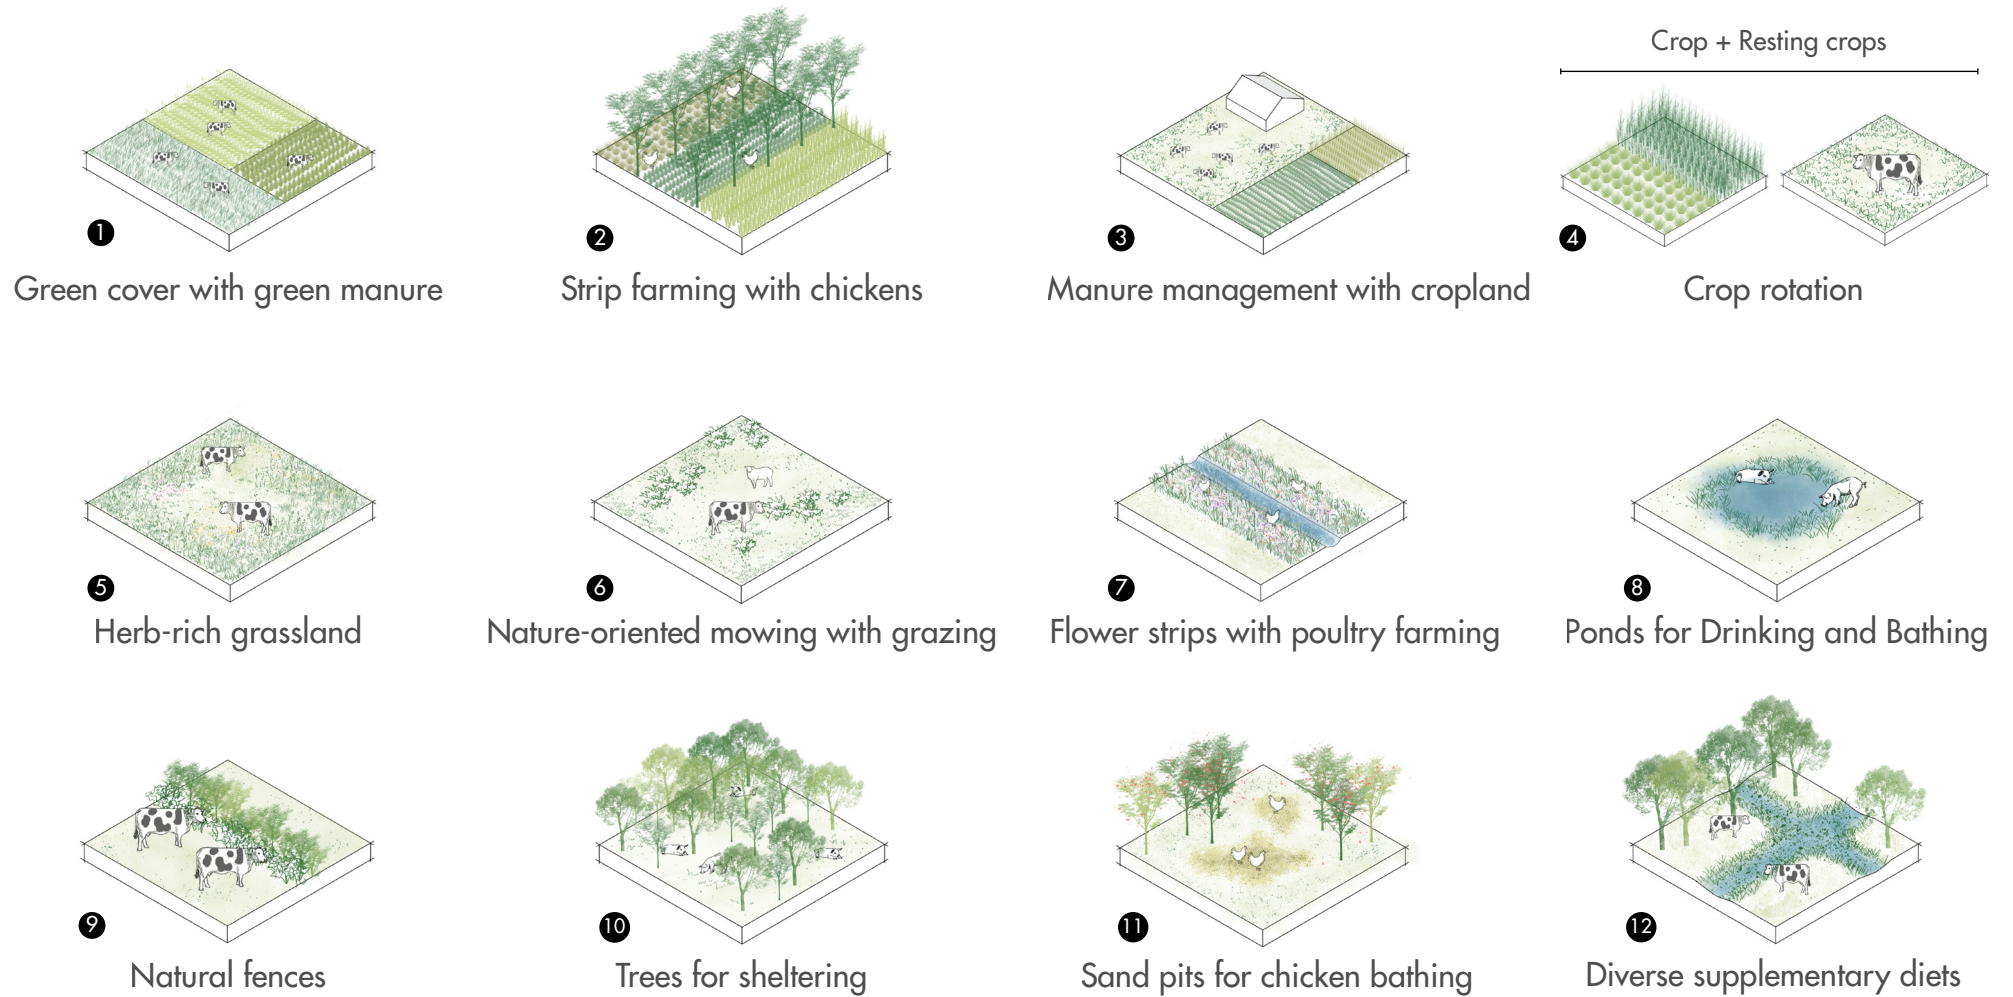 Crop + Resting crops
1
Green cover with green manure
2
Strip farming with chickens
3
Manure management with cropland
4
Crop rotation
5
Herb-rich grassland
6
Nature-oriented mowing with grazing
7
Flower strips with poultry farming
8
Ponds for Drinking and Bathing
9
Natural fences
10
Trees for sheltering
11
Sand pits for chicken bathing
12
Diverse supplementary diets